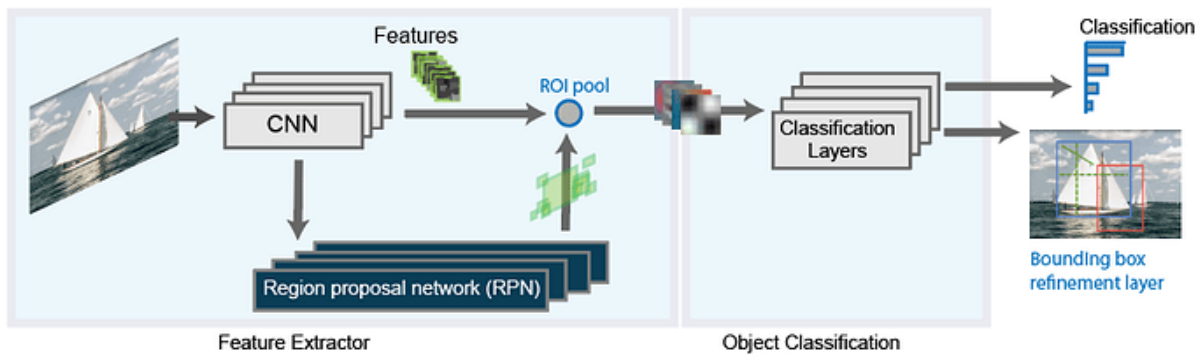 Features
Classification
ROI pool
CNN
Classification
Layers
Region proposal network (RPN)
Bounding box
refinement layer
Feature Extractor
Object Classification